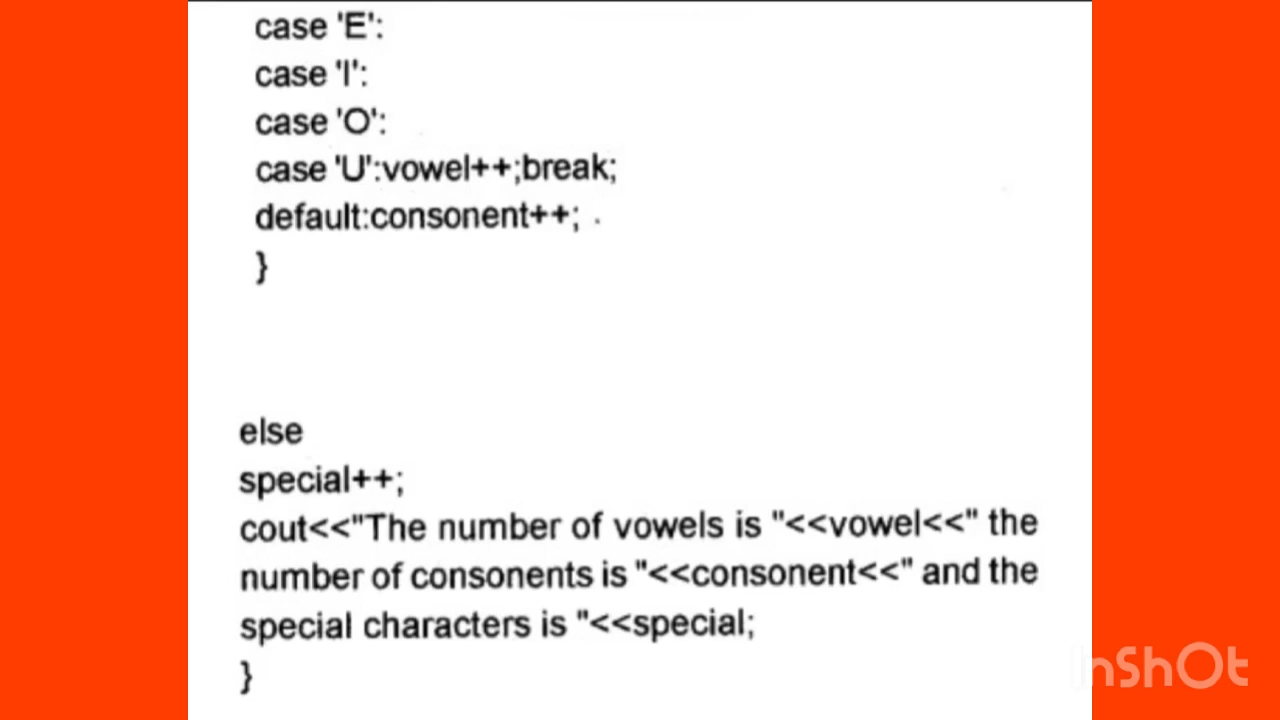 case 'E':
case 'I':
case 'O':
case 'U':vowel++;break;
default:consonent++;
}
else
special++;
cout<<"The number of vowels is "<<vowel<<" the
number of consonents is "<<consonent<<" and the
special characters is "<<special;
}
InShOt